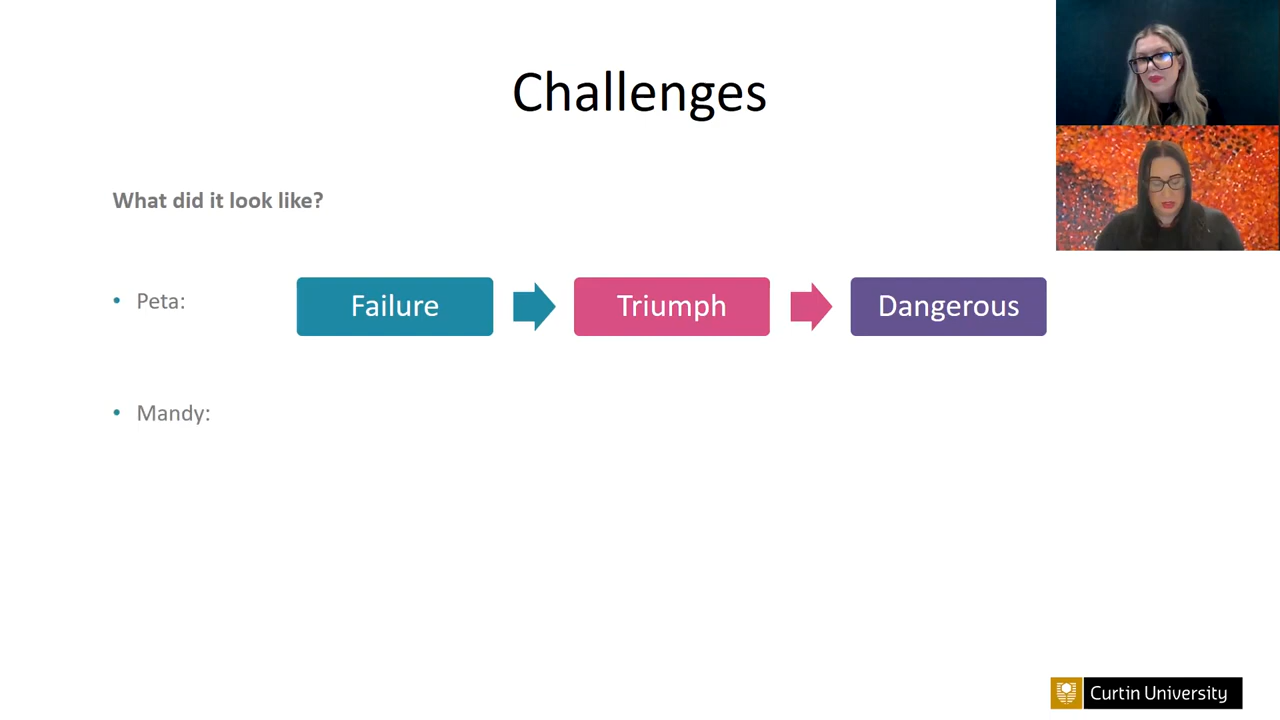 Challenges
What did it look like?
• Peta:
Failure
Triumph
Dangerous
• Mandy:
Curtin University